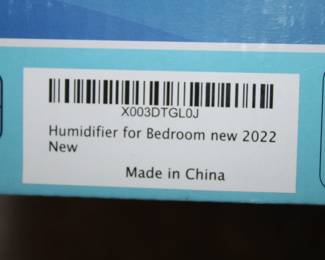 X003DTGL0J
Humidifier for Bedroom new 2022
New
Made in China